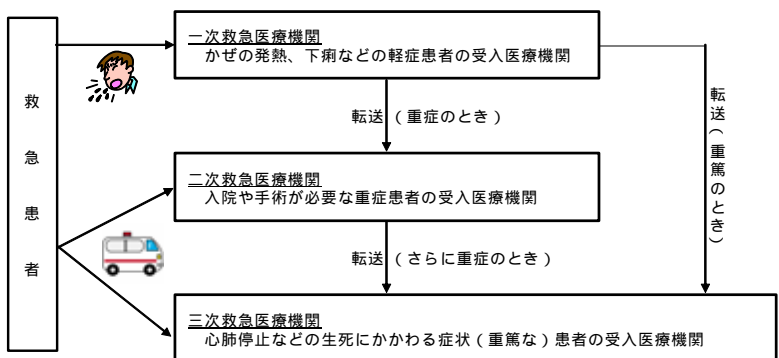 救急患者
一次救急医療機関
かぜの発熱、下痢などの軽症患者の受入医療機関
転送（重症のとき）
転送（重篤のとき）
二次救急医療機関
入院や手術が必要な重症患者の受入医療機関
転送（さらに重症のとき）
三次救急医療機関
心肺停止などの生死にかかわる症状（重篤な）患者の受入医療機関